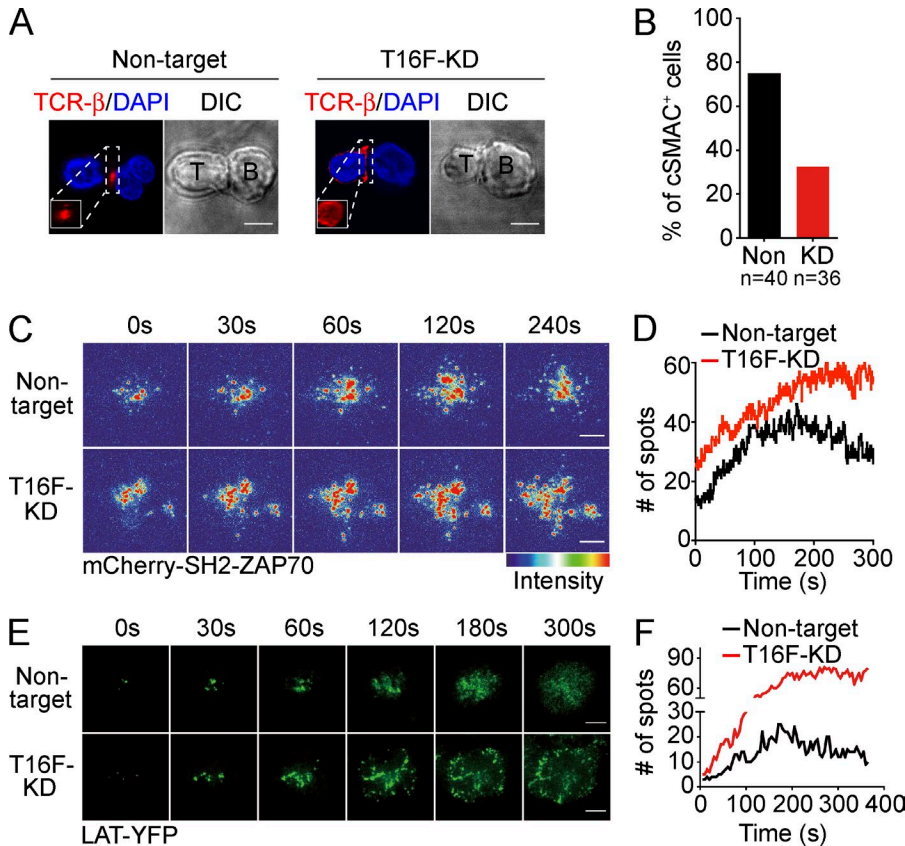 A
Non-target
T16F-KD
TCR-β/DAPI DIC TCR-β/DAPI DIC
T B T B
B
% of cSMAC⁺ cells
100
80
60
40
20
0
Non KD
n=40 n=36
C
0s 30s 60s 120s 240s
Non-
target
T16F-
KD
mCherry-SH2-ZAP70
Intensity
D
Non-target
T16F-KD
# of spots
60
40
20
0
0 100 200 300
Time (s)
E
0s 30s 60s 120s 180s 300s
Non-
target
T16F-
KD
LAT-YFP
F
Non-target
T16F-KD
# of spots
90
60
30
20
10
0
0 100 200 300 400
Time (s)